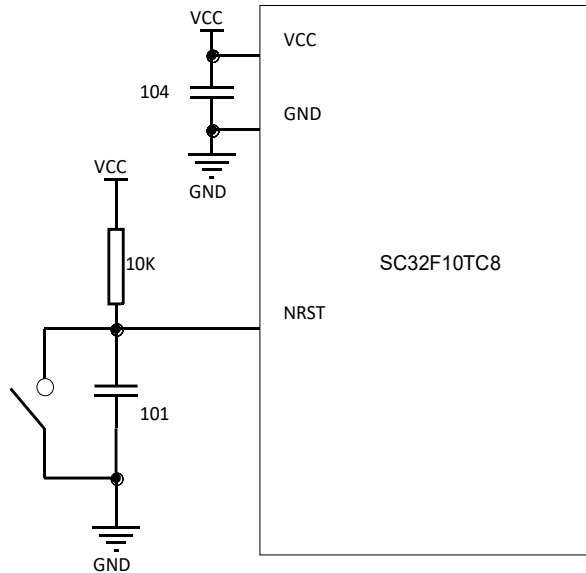 VCC
VCC
104
GND
GND
VCC
10K
SC32F10TC8
NRST
101
GND